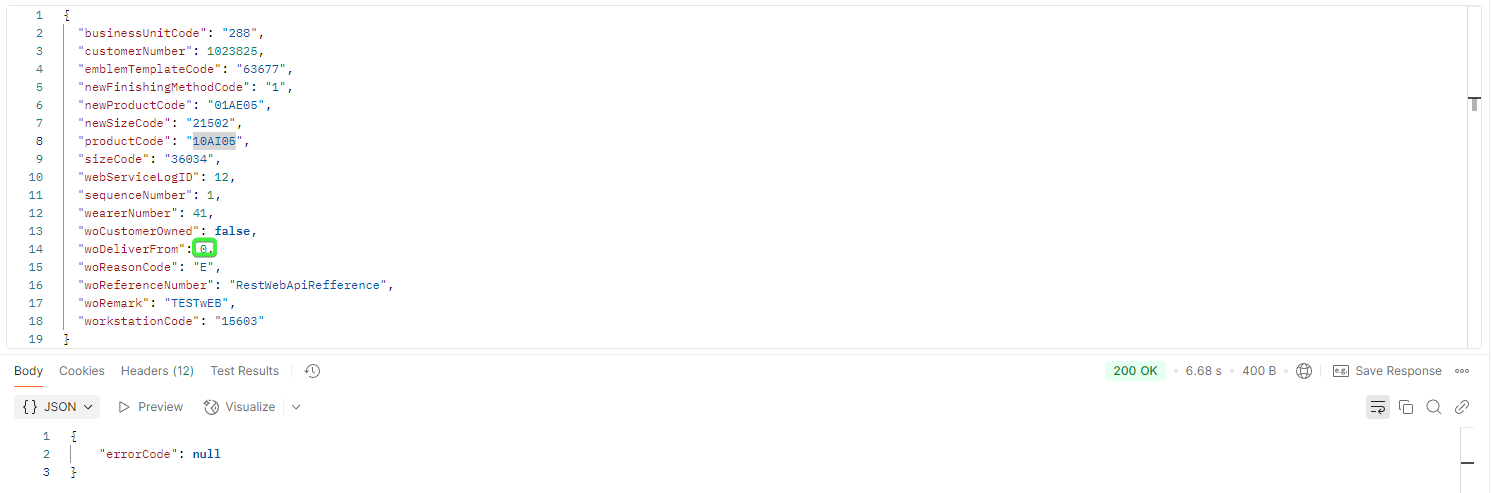 1 {
2 "businessUnitCode": "288",
3 "customerNumber": 1023825,
4 "emblemTemplateCode": "63677",
5 "newFinishingMethodCode": "1",
6 "newProductCode": "01AE05",
7 "newSizeCode": "21502",
8 "productCode": "10AI05",
9 "sizeCode": "36034",
10 "webServiceLogID": 12,
11 "sequenceNumber": 1,
12 "wearerNumber": 41,
13 "woCustomerOwned": false,
14 "woDeliverFrom": 0,
15 "woReasonCode": "E",
16 "woReferenceNumber": "RestWebApiRefference",
17 "woRemark": "TESTwEB",
18 "workstationCode": "15603"
19 }
Body Cookies Headers (12) Test Results 200 OK • 6.68 s • 400 B • e.g. Save Response
{} JSON Preview Visualize
1 {
2 "errorCode": null
3 }